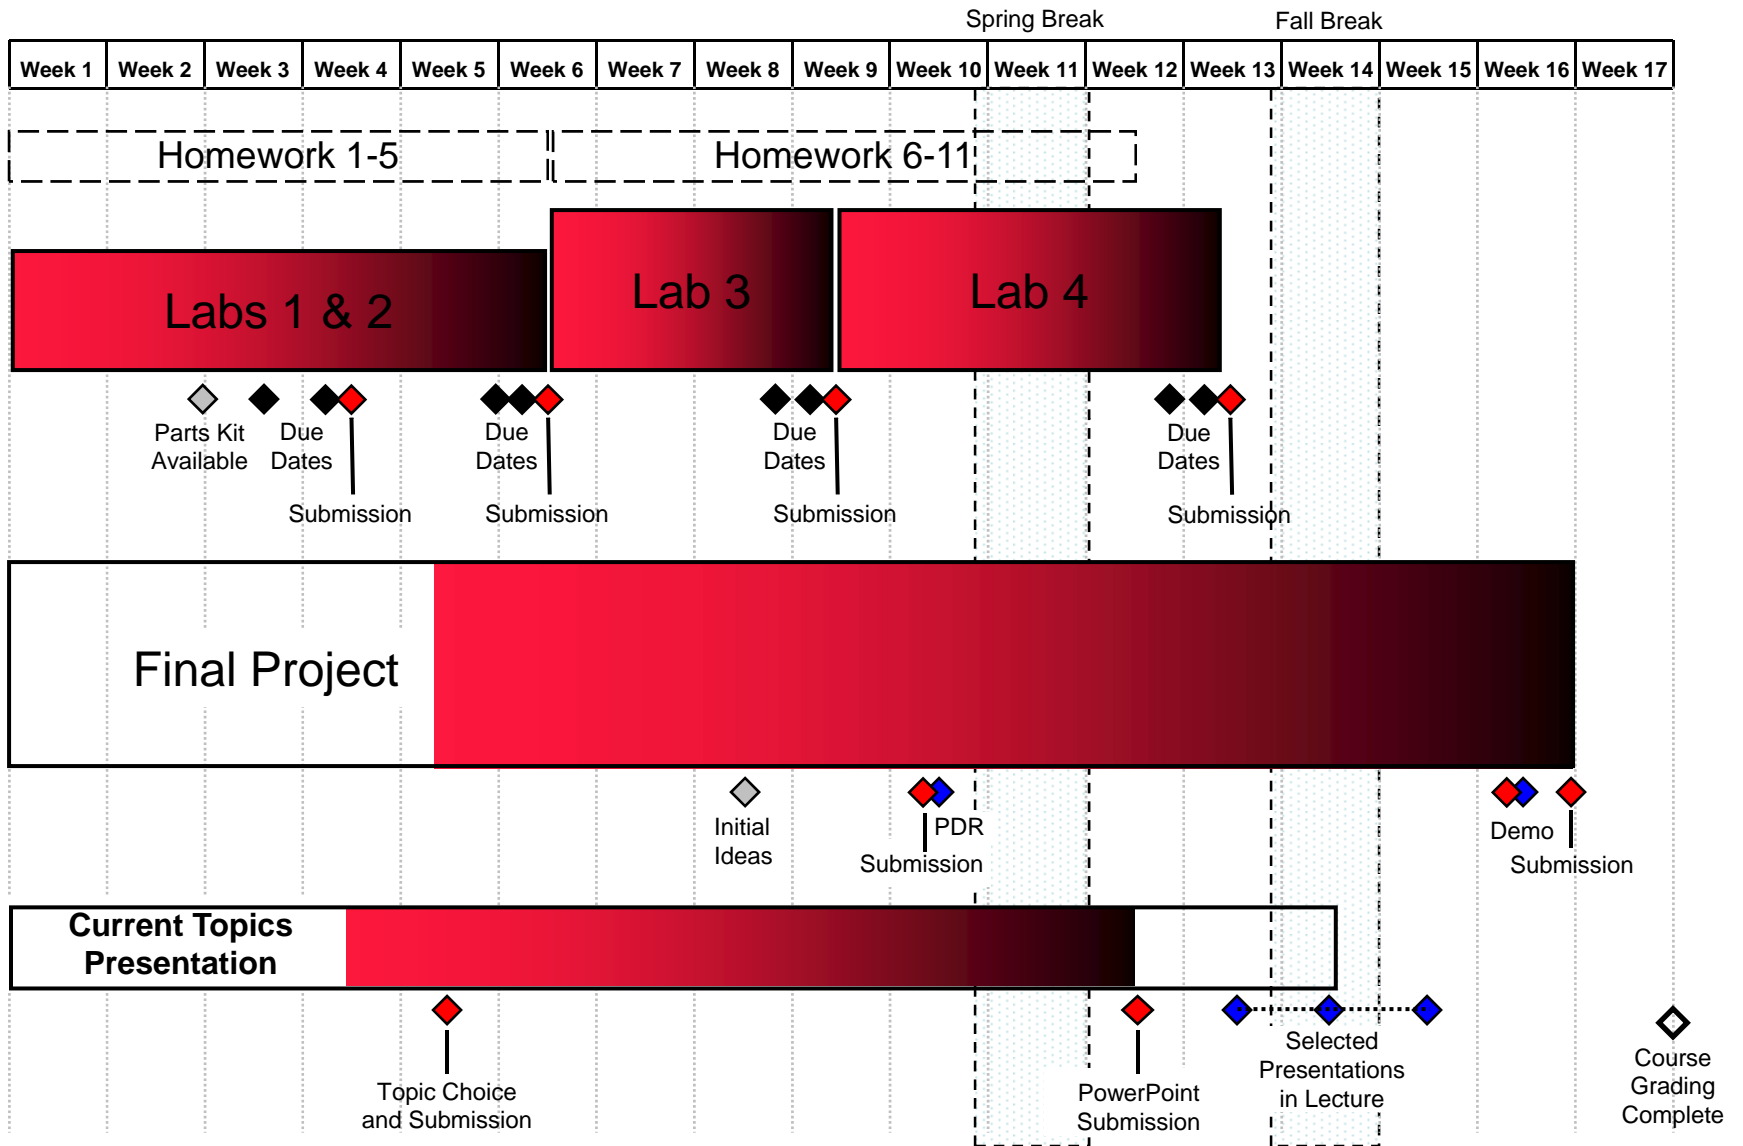 Spring Break
Fall Break
Week 1
Week 2
Week 3
Week 4
Week 5
Week 6
Week 7
Week 8
Week 9
Week 10
Week 11
Week 12
Week 13
Week 14
Week 15
Week 16
Week 17
Homework 1-5
Homework 6-11
Labs 1 & 2
Lab 3
Lab 4
Parts Kit
Available
Due
Dates
Submission
Due
Dates
Submission
Due
Dates
Submission
Due
Dates
Submission
Final Project
Initial
Ideas
PDR
Submission
Demo
Submission
Current Topics
Presentation
Topic Choice
and Submission
PowerPoint
Submission
Selected
Presentations
in Lecture
Course
Grading
Complete